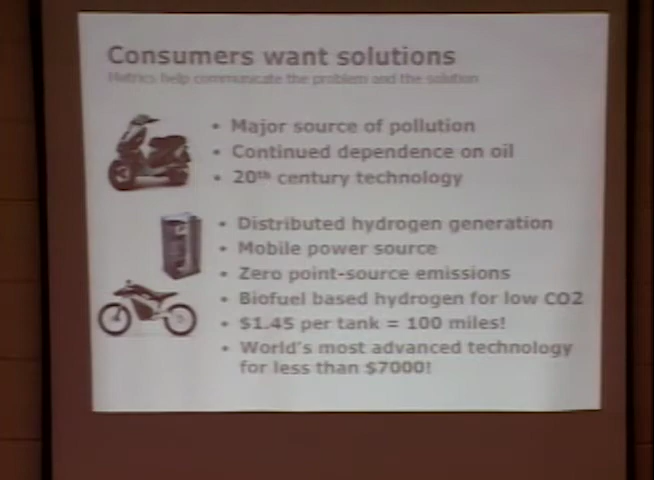 Consumers want solutions
Metrics help communicate the problem and the solution
• Major source of pollution
• Continued dependence on oil
• 20th century technology
• Distributed hydrogen generation
• Mobile power source
• Zero point-source emissions
• Biofuel based hydrogen for low CO2
• $1.45 per tank = 100 miles!
• World's most advanced technology
for less than $7000!